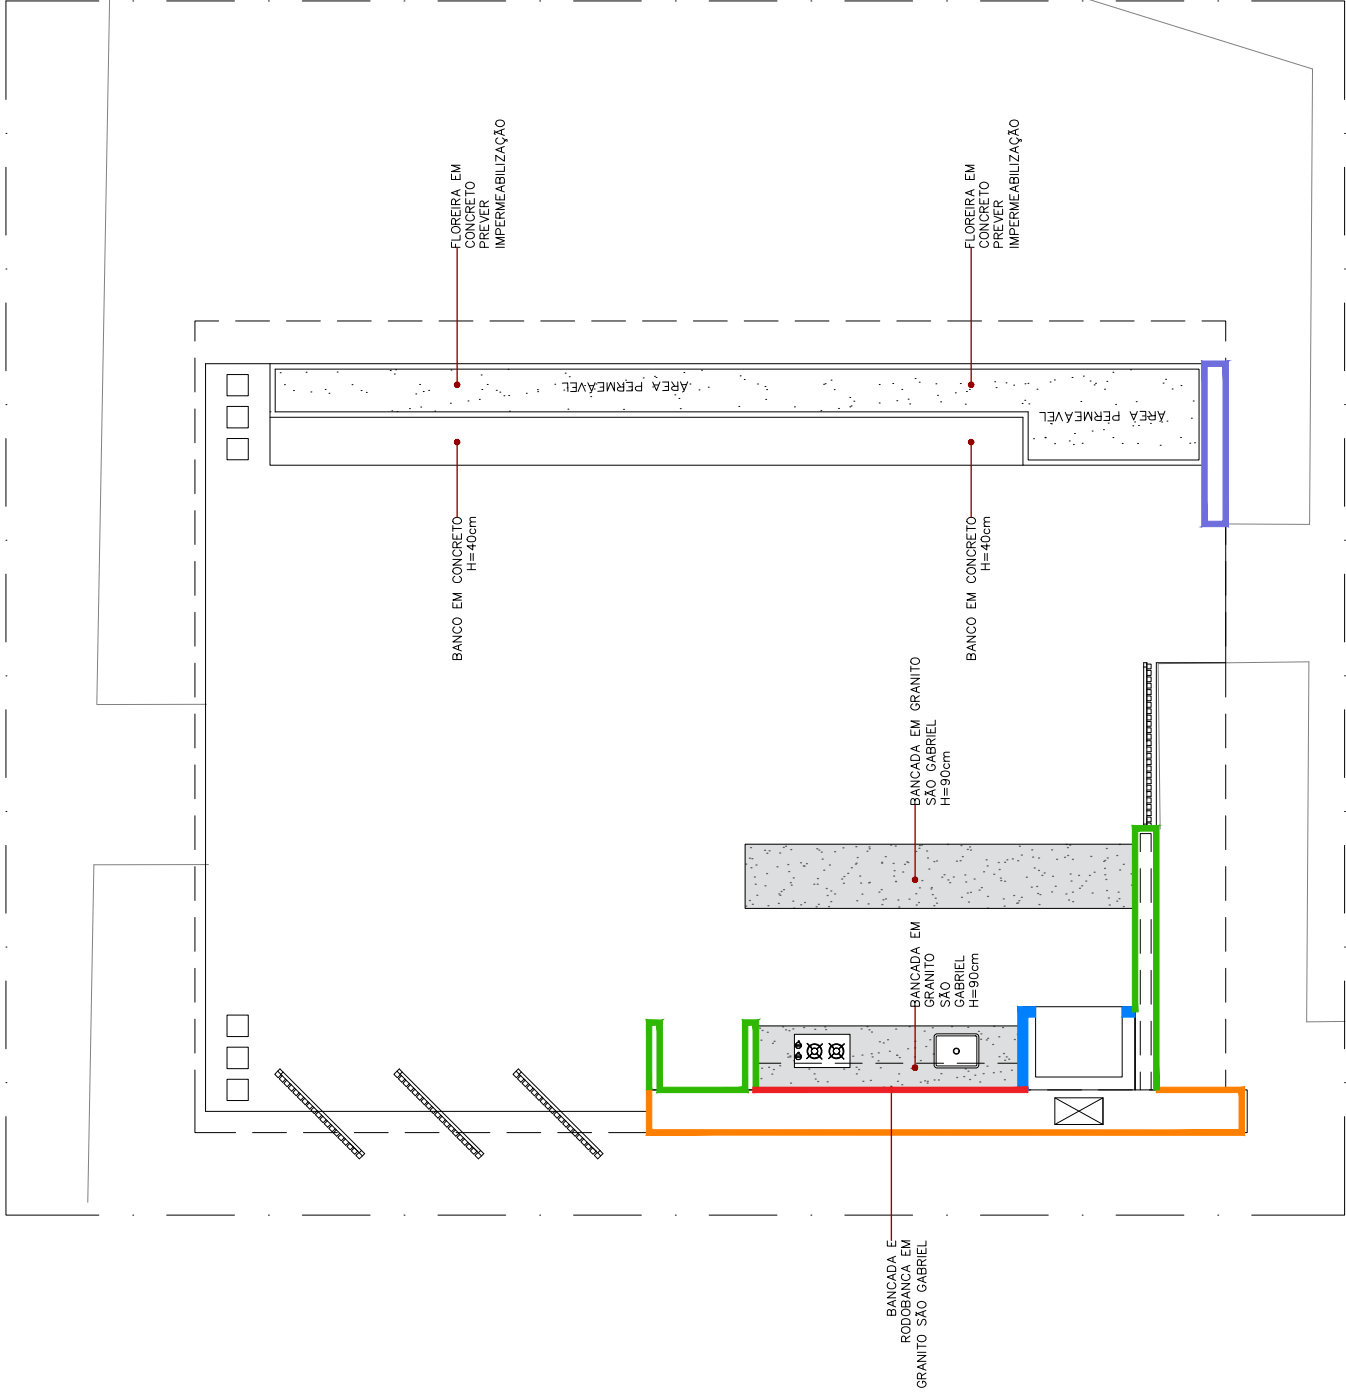 FLOREIRA EM
CONCRETO
PREVER
IMPERMEABILIZAÇÃO
FLOREIRA EM
CONCRETO
PREVER
IMPERMEABILIZAÇÃO
ÁREA PERMEÁVEL
ÁREA PERMEÁVEL
BANCO EM CONCRETO
H=40cm
BANCO EM CONCRETO
H=40cm
BANCADA EM GRANITO
SÃO GABRIEL
H=90cm
BANCADA EM
GRANITO
SÃO
GABRIEL
H=90cm
BANCADA E
RODOBANCA EM
GRANITO SÃO GABRIEL